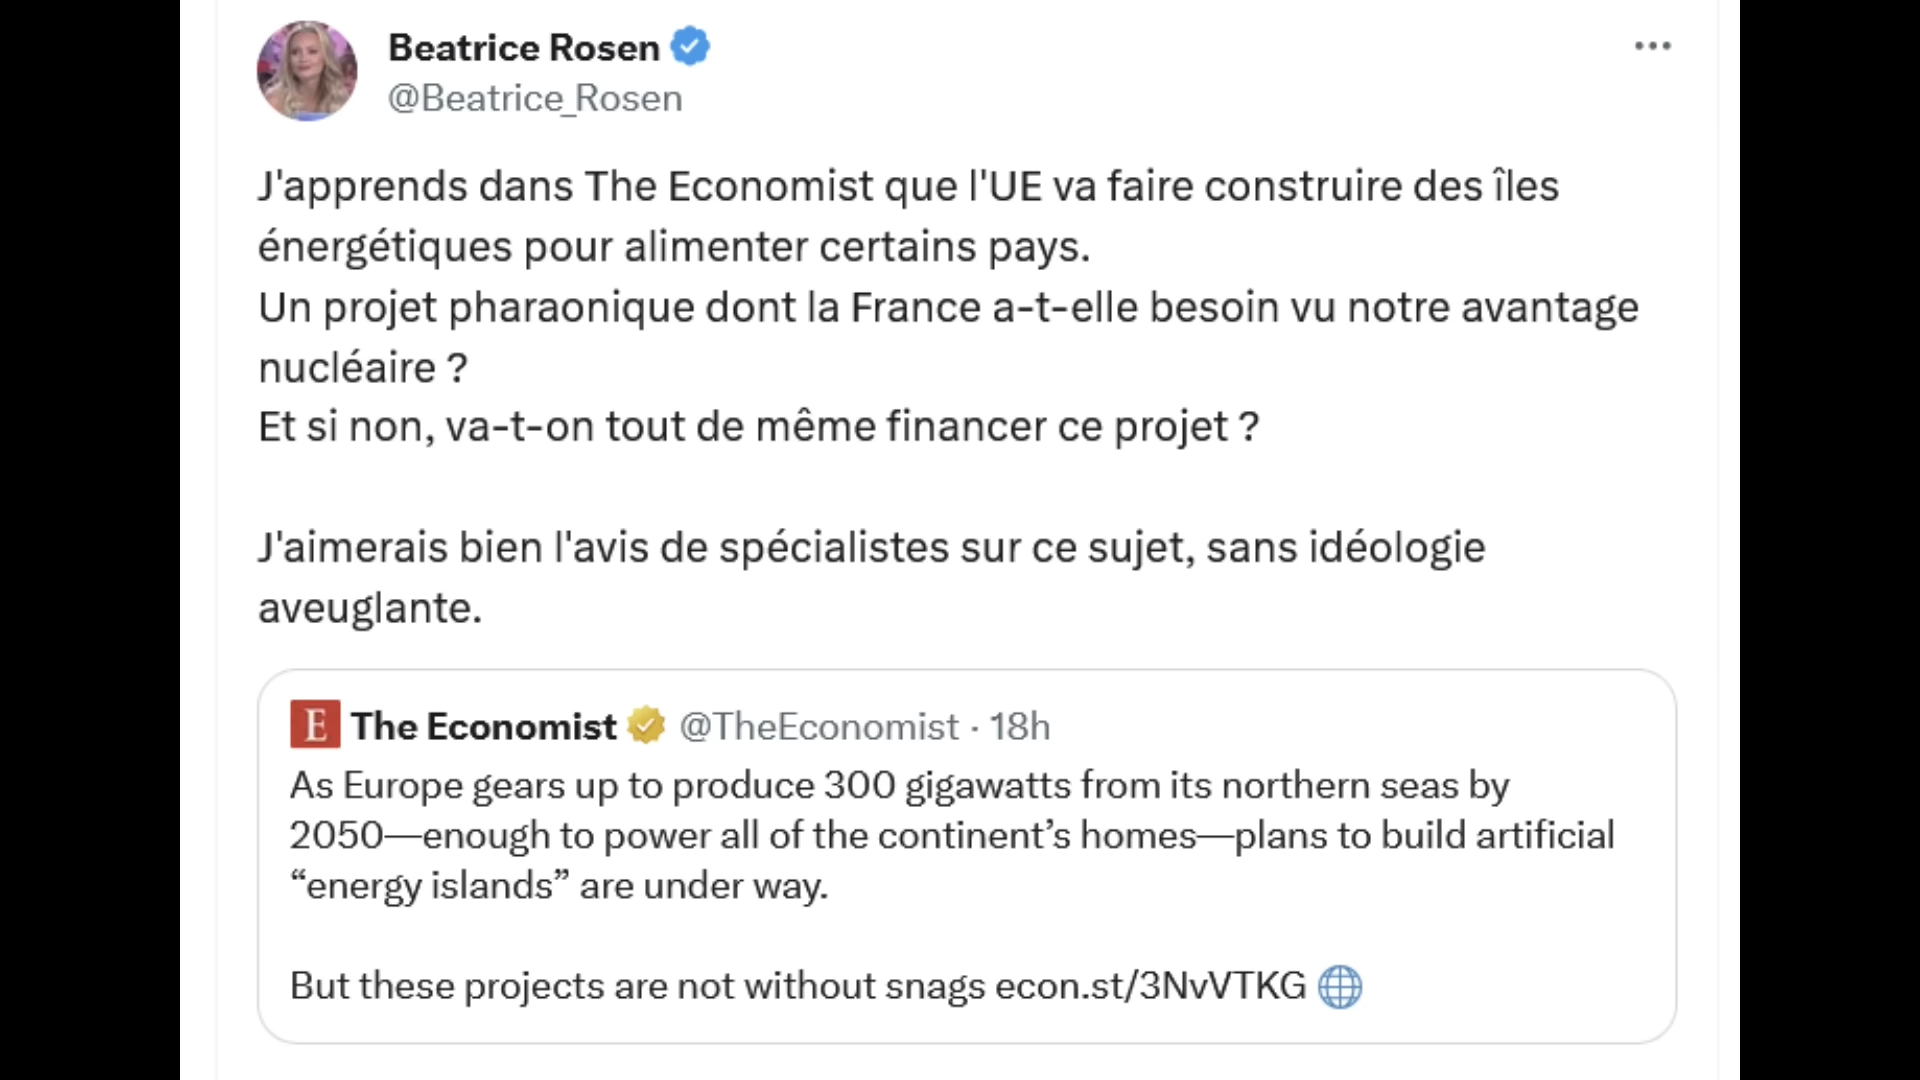 Beatrice Rosen
@Beatrice_Rosen
J'apprends dans The Economist que l'UE va faire construire des îles
énergétiques pour alimenter certains pays.
Un projet pharaonique dont la France a-t-elle besoin vu notre avantage
nucléaire ?
Et si non, va-t-on tout de même financer ce projet ?
J'aimerais bien l'avis de spécialistes sur ce sujet, sans idéologie
aveuglante.
E The Economist @TheEconomist · 18h
As Europe gears up to produce 300 gigawatts from its northern seas by
2050—enough to power all of the continent’s homes—plans to build artificial
“energy islands” are under way.
But these projects are not without snags econ.st/3NvVTKG